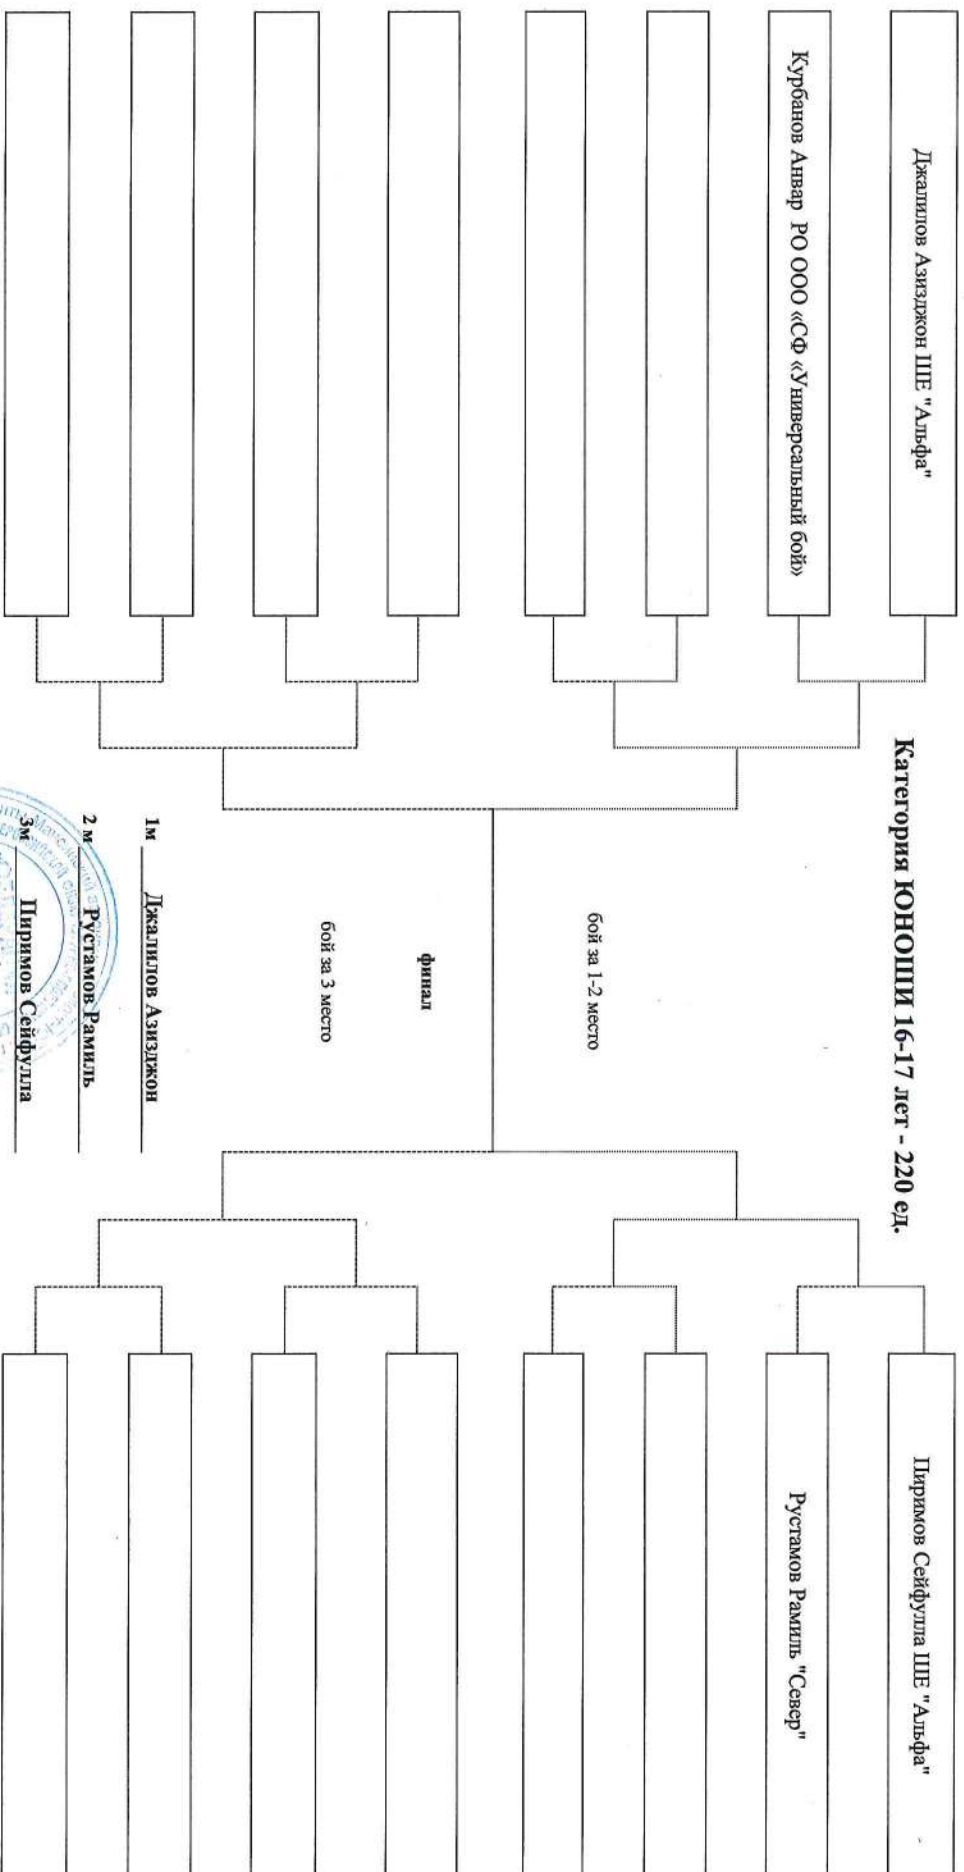 Категория ЮНОШИ 16-17 лет - 220 ед.
Джалилов Азизджон ШЕ "Альфа"
Курбанов Анвар РО ООО «СФ «Универсальный бой»
Пиримов Сейфулла ШЕ "Альфа"
Рустамов Рамиль "Север"
бой за 1-2 место
финал
бой за 3 место
1м Джалилов Азизджон
2 м Рустамов Рамиль
3м Пиримов Сейфулла